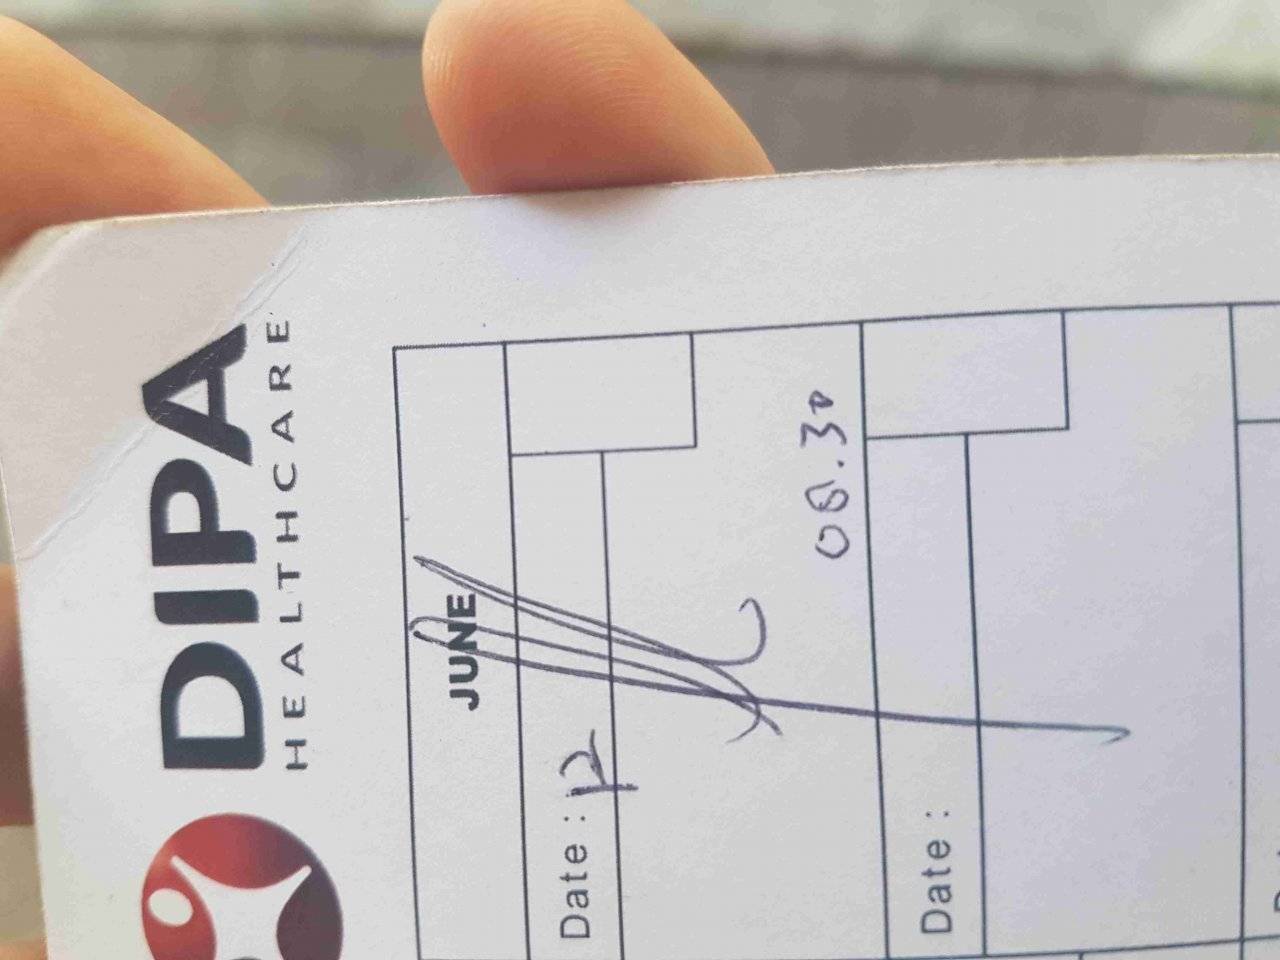 DIPA
HEALTHCARE
JUNE
Date : 12
08.30
Date :